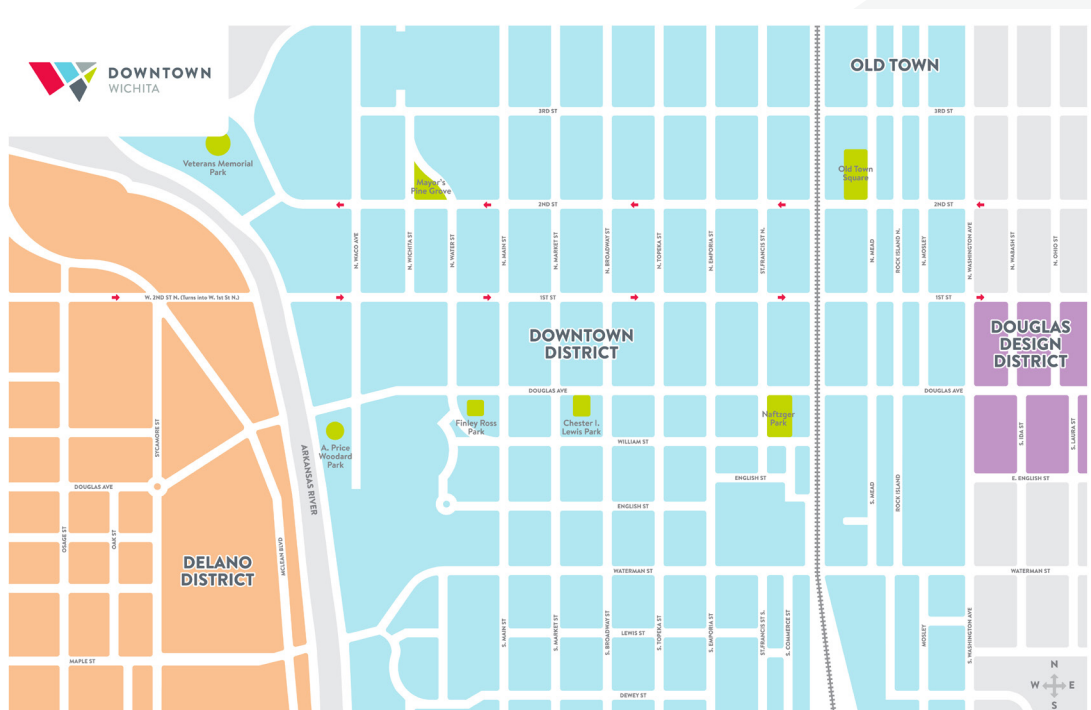 DOWNTOWN
WICHITA
OLD TOWN
3RD ST
3RD ST
Veterans Memorial
Park
Mayor's
Pine Grove
Old Town
Square
2ND ST
2ND ST
N. WACO AVE
N. WICHITA ST
N. WATER ST
N. MAIN ST
N. MARKET ST
N. BROADWAY ST
N. TOPEKA ST
N. EMPORIA ST
ST.FRANCIS ST N.
N. MEAD
ROCK ISLAND N.
N. MOSLEY
N. WASHINGTON AVE
N. WABASH ST
N. OHIO ST
W. 2ND ST N. (Turns into W. 1st St N.)
1ST ST
1ST ST
DOWNTOWN
DISTRICT
DOUGLAS
DESIGN
DISTRICT
DOUGLAS AVE
DOUGLAS AVE
Finley Ross
Park
Chester I.
Lewis Park
Naftzger
Park
A. Price
Woodard
Park
SYCAMORE ST
ARKANSAS RIVER
WILLIAM ST
S. IDA ST
S. LAURA ST
ENGLISH ST
E. ENGLISH ST
DOUGLAS AVE
S. MEAD
ROCK ISLAND
ENGLISH ST
OSAGE ST
OAK ST
MCLEAN BLVD
DELANO
DISTRICT
WATERMAN ST
WATERMAN ST
S. MAIN ST
S. MARKET ST
S. BROADWAY ST
S. TOPEKA ST
S. EMPORIA ST
ST.FRANCIS ST S.
S. COMMERCE ST
MOSLEY
S. WASHINGTON AVE
LEWIS ST
MAPLE ST
DEWEY ST
N
W
E
S